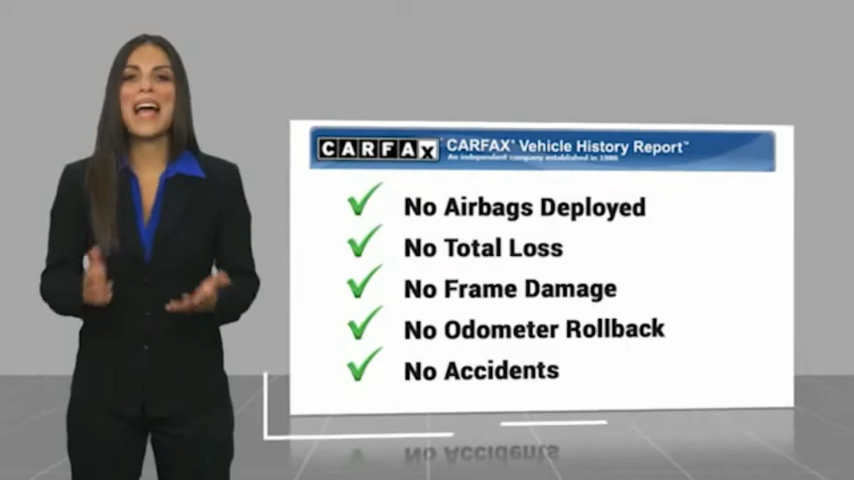 CARFAX CARFAX® Vehicle History Report™
An independent company established in 1986
No Airbags Deployed
No Total Loss
No Frame Damage
No Odometer Rollback
No Accidents
No Accidents